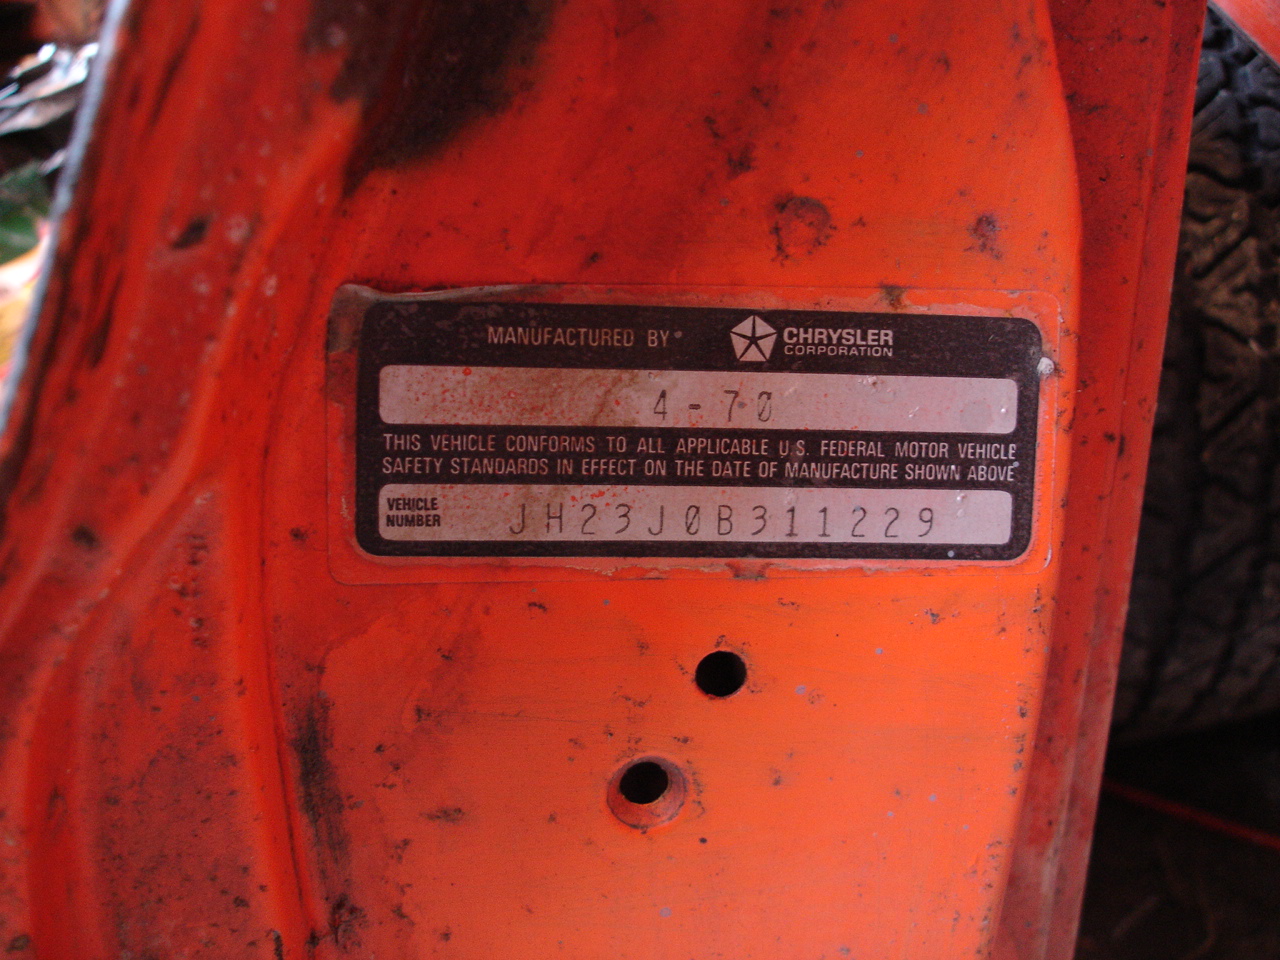 MANUFACTURED BY CHRYSLER CORPORATION
4-70
THIS VEHICLE CONFORMS TO ALL APPLICABLE U.S. FEDERAL MOTOR VEHICLE
SAFETY STANDARDS IN EFFECT ON THE DATE OF MANUFACTURE SHOWN ABOVE
VEHICLE NUMBER JH23J0B311229